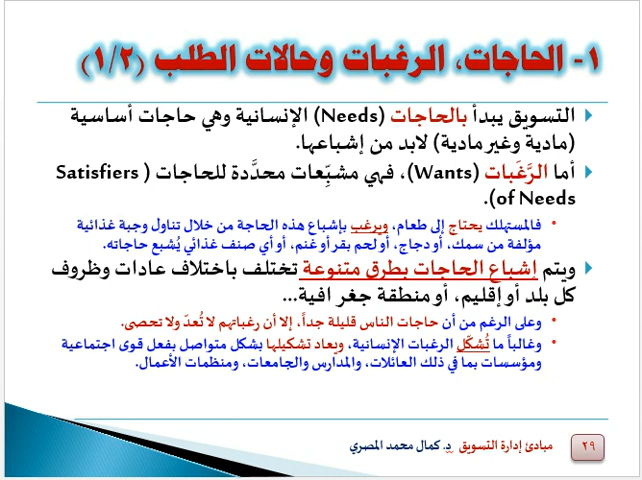 ١- الحاجات، الرغبات وحالات الطلب (١/٢)
التسويق يبدأ بالحاجات (Needs) الإنسانية وهي حاجات أساسية
(مادية وغير مادية) لابد من إشباعها.
أما الرَّغَبات (Wants)، فهي مشبِّعات محدَّدة للحاجات (Satisfiers
of Needs).
فالمستهلك يحتاج إلى طعام، ويرغب بإشباع هذه الحاجة من خلال تناول وجبة غذائية
مؤلفة من سمك، أو دجاج، أو لحم بقر أو غنم، أو أي صنف غذائي يُشبع حاجاته.
ويتم إشباع الحاجات بطرق متنوعة تختلف باختلاف عادات وظروف
كل بلد أو إقليم، أو منطقة جغر افية...
وعلى الرغم من أن حاجات الناس قليلة جداً، إلا أن رغباتهم لا تُعدّ ولا تحصى.
وغالباً ما تُشكَّل الرغبات الإنسانية، ويعاد تشكيلها بشكل متواصل بفعل قوى اجتماعية
ومؤسسات بما في ذلك العائلات، والمدارس والجامعات، ومنظمات الأعمال.
مبادئ إدارة التسويق د. كمال محمد المصري
٢٩